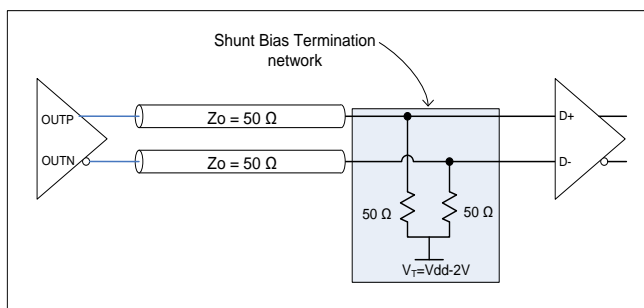 Shunt Bias Termination
network
OUTP
Zo = 50 Ω
D+
OUTN
Zo = 50 Ω
D-
50 Ω
50 Ω
VT=Vdd-2V